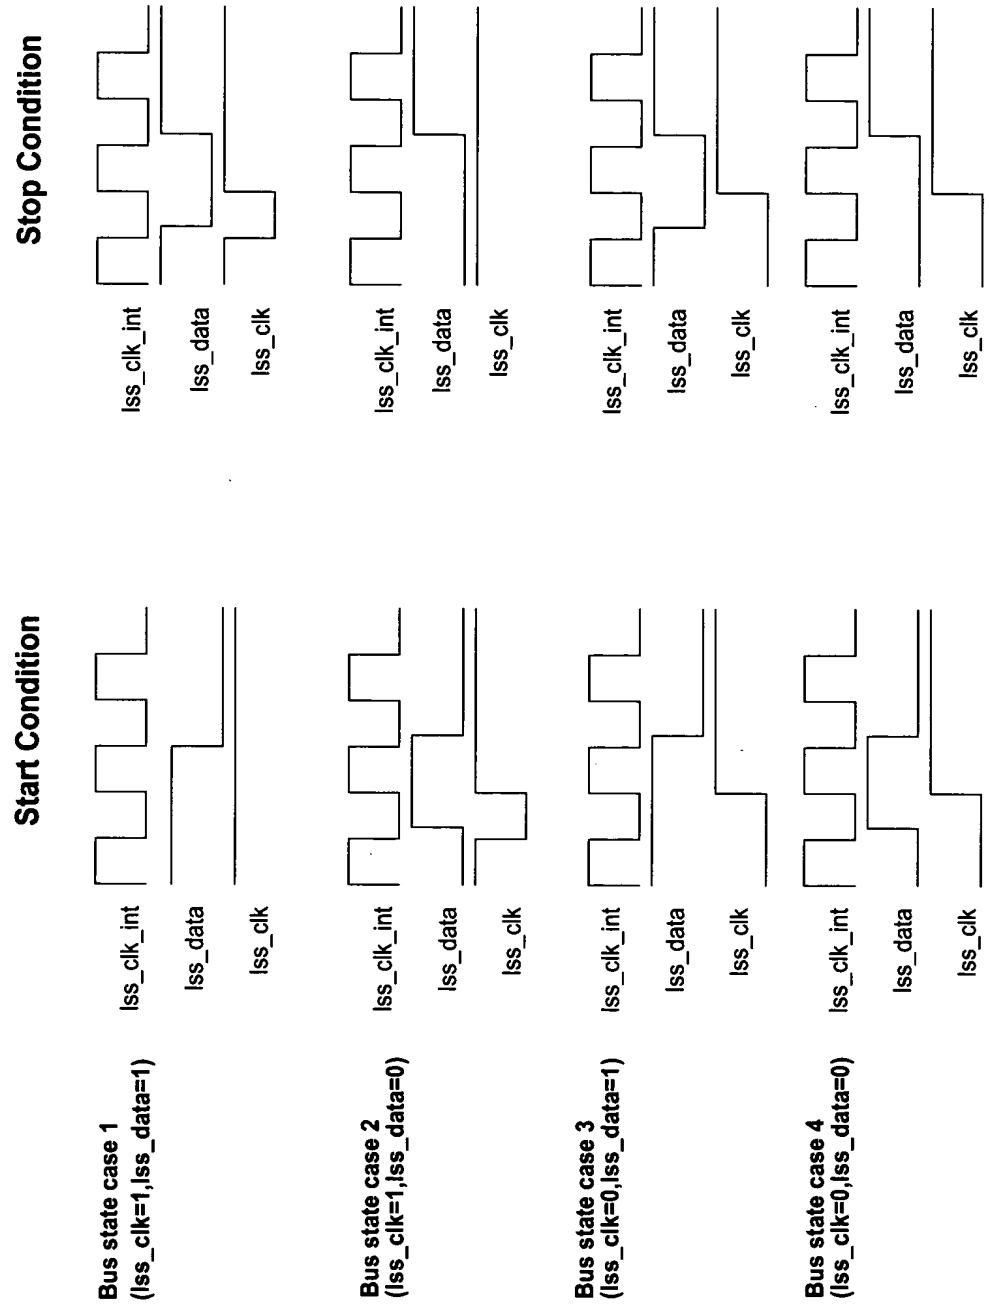 Start Condition
Stop Condition
Bus state case 1
(lss_clk=1,lss_data=1)
lss_clk_int
lss_data
lss_clk
lss_clk_int
lss_data
lss_clk
Bus state case 2
(lss_clk=1,lss_data=0)
lss_clk_int
lss_data
lss_clk
lss_clk_int
lss_data
lss_clk
Bus state case 3
(lss_clk=0,lss_data=1)
lss_clk_int
lss_data
lss_clk
lss_clk_int
lss_data
lss_clk
Bus state case 4
(lss_clk=0,lss_data=0)
lss_clk_int
lss_data
lss_clk
lss_clk_int
lss_data
lss_clk